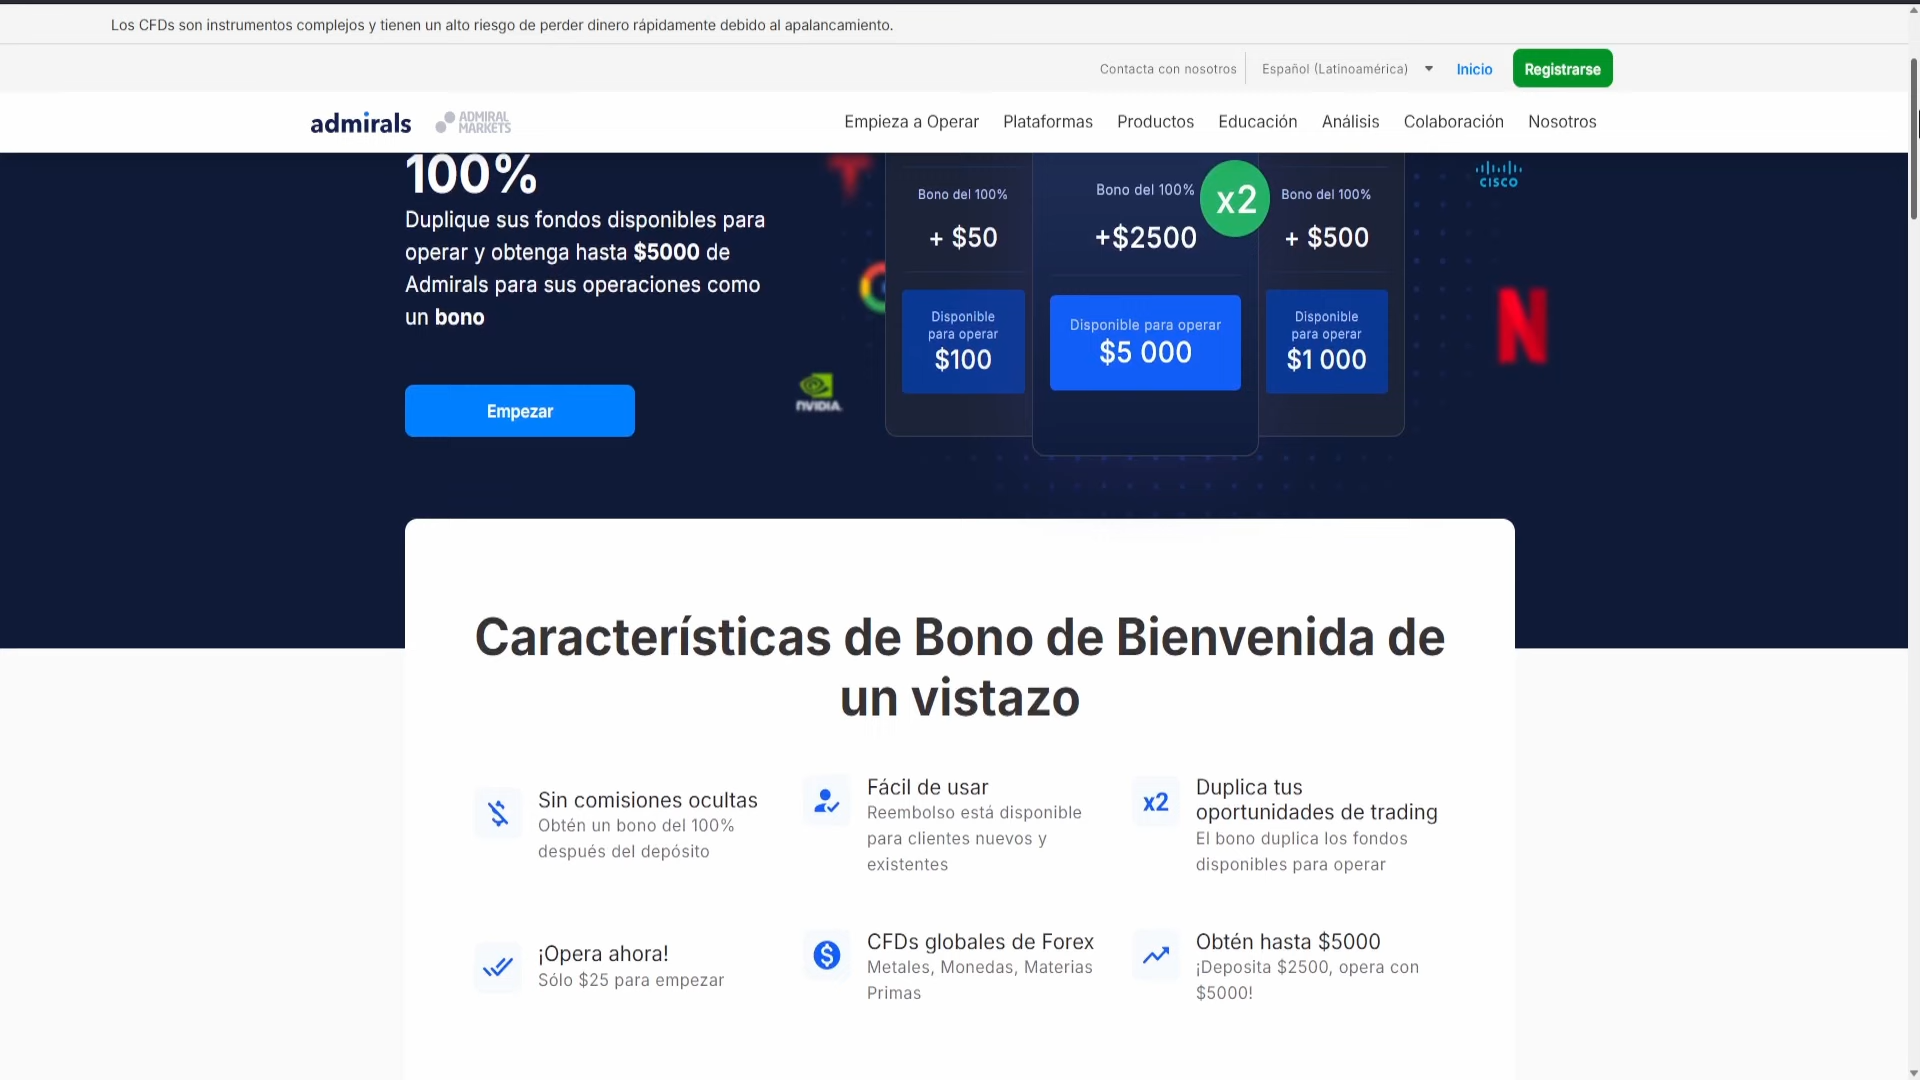 Los CFDs son instrumentos complejos y tienen un alto riesgo de perder dinero rápidamente debido al apalancamiento.
Contacta con nosotros
Español (Latinoamérica)
Inicio
Registrarse
admirals
ADMIRAL
MARKETS
Empieza a Operar
Plataformas
Productos
Educación
Análisis
Colaboración
Nosotros
100%
Duplique sus fondos disponibles para
operar y obtenga hasta $5000 de
Admirals para sus operaciones como
un bono
Empezar
NVIDIA.
Bono del 100%
+ $50
Disponible
para operar
$100
Bono del 100%
x2
+$2500
Disponible para operar
$5 000
Bono del 100%
+ $500
Disponible
para operar
$1 000
CISCO
Características de Bono de Bienvenida de
un vistazo
Sin comisiones ocultas
Obtén un bono del 100%
después del depósito
Fácil de usar
Reembolso está disponible
para clientes nuevos y
existentes
x2
Duplica tus
oportunidades de trading
El bono duplica los fondos
disponibles para operar
¡Opera ahora!
Sólo $25 para empezar
CFDs globales de Forex
Metales, Monedas, Materias
Primas
Obtén hasta $5000
¡Deposita $2500, opera con
$5000!